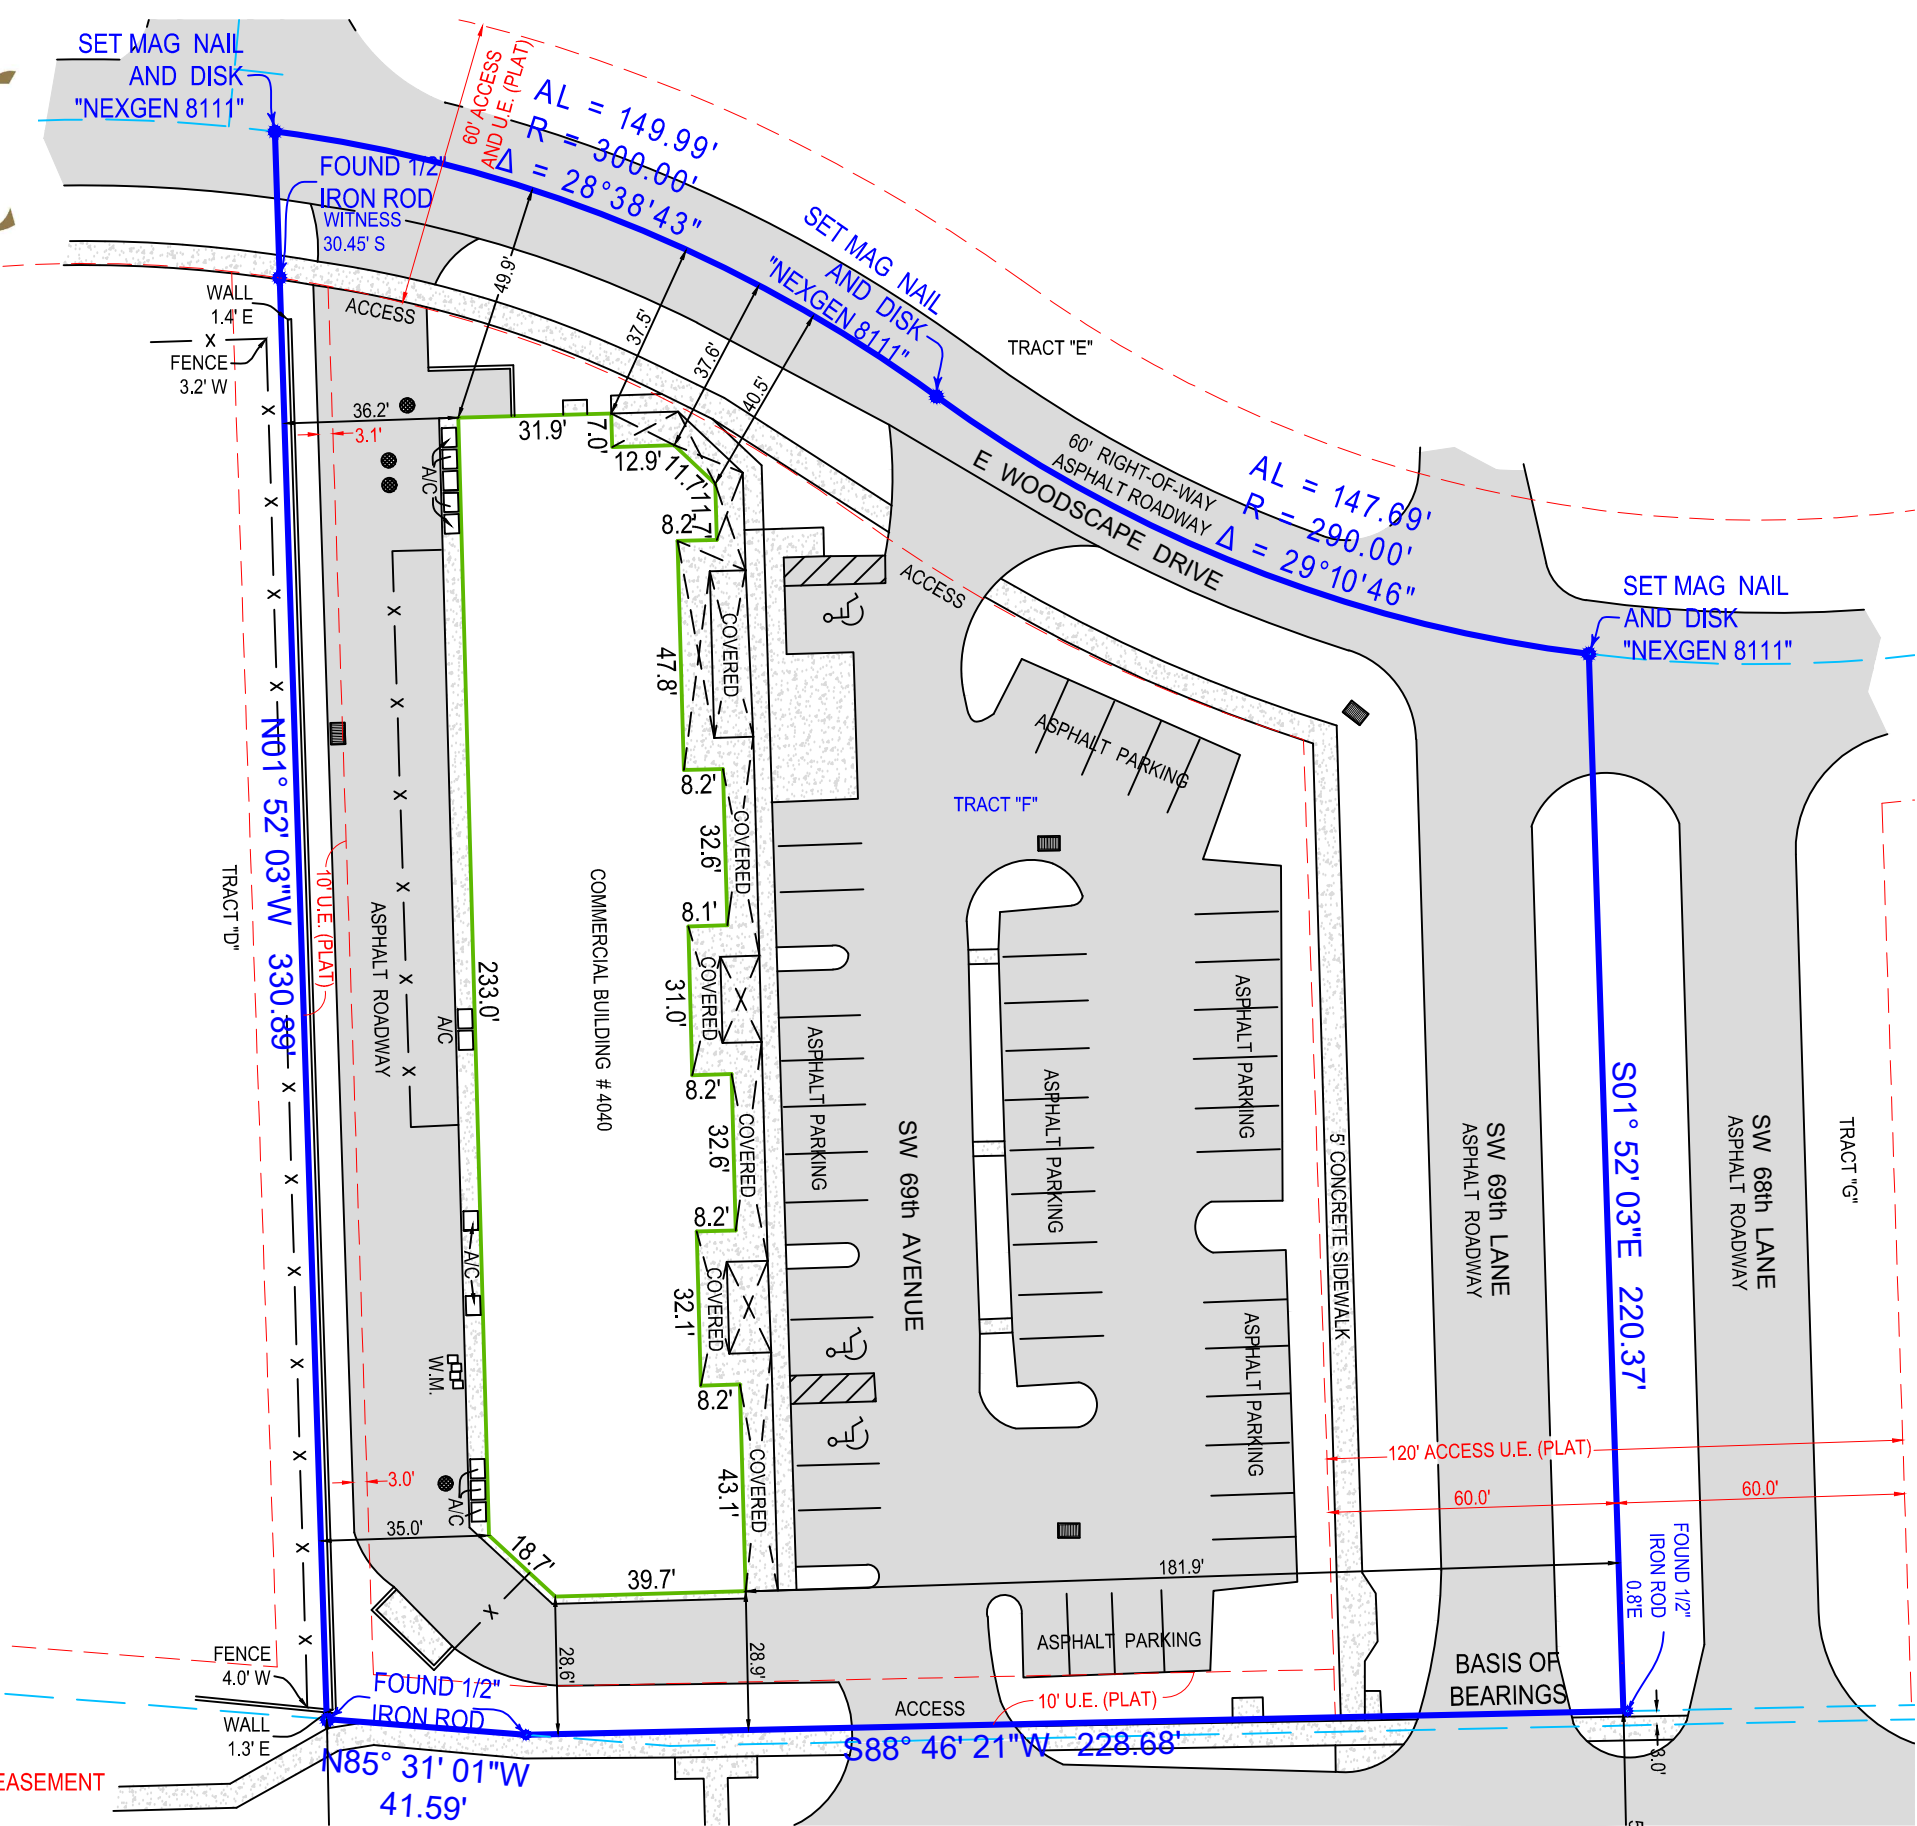 SET MAG NAIL
AND DISK
"NEXGEN 8111"
60' ACCESS
AND U.E. (PLAT)
AL = 149.99'
R = 300.00'
Δ = 28°38'43"
FOUND 1/2"
IRON ROD
WITNESS
30.45' S
SET MAG NAIL
AND DISK
"NEXGEN 8111"
WALL
1.4' E
X
FENCE
3.2' W
ACCESS
49.9'
37.5'
37.6'
40.5'
TRACT "E"
60' RIGHT-OF-WAY
ASPHALT ROADWAY
E WOODSCAPE DRIVE
AL = 147.69'
R = 290.00'
Δ = 29°10'46"
SET MAG NAIL
AND DISK
"NEXGEN 8111"
36.2'
3.1'
31.9'
7.0'
12.9'
11.7'
11.7'
8.2'
A/C
ACCESS
COVERED
47.8'
8.2'
ASPHALT PARKING
TRACT "F"
N01° 52' 03"W 330.89'
TRACT "D"
10' U.E. (PLAT)
ASPHALT ROADWAY
233.0'
A/C
COMMERCIAL BUILDING # 4040
32.6'
COVERED
8.1'
31.0'
COVERED
X
8.2'
32.6'
COVERED
8.2'
32.1'
COVERED
X
8.2'
43.1'
COVERED
ASPHALT PARKING
SW 69th AVENUE
ASPHALT PARKING
ASPHALT PARKING
ASPHALT PARKING
5' CONCRETE SIDEWALK
SW 69th LANE
ASPHALT ROADWAY
S01° 52' 03"E 220.37'
SW 68th LANE
ASPHALT ROADWAY
TRACT "G"
A/C
W.M.
A/C
3.0'
35.0'
18.7'
39.7'
X
28.6'
28.9'
181.9'
120' ACCESS U.E. (PLAT)
60.0'
60.0'
FOUND 1/2"
IRON ROD
0.8'E
ASPHALT PARKING
10' U.E. (PLAT)
ACCESS
BASIS OF
BEARINGS
FENCE
4.0' W
WALL
1.3' E
FOUND 1/2"
IRON ROD
N85° 31' 01"W
41.59'
S88° 46' 21"W 228.68'
EASEMENT